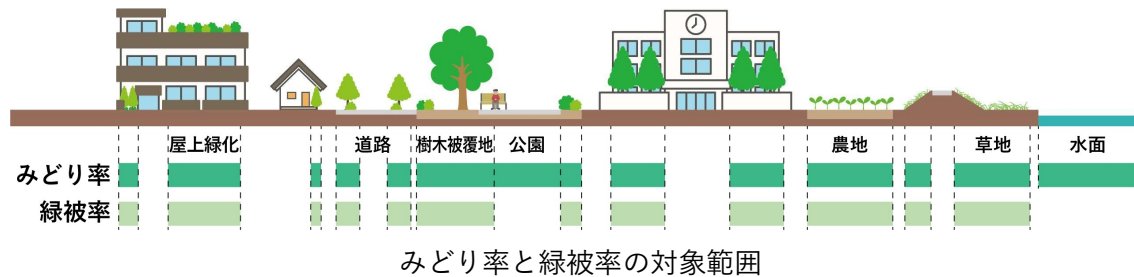 屋上緑化 道路 樹木被覆地 公園 農地 草地 水面
みどり率
緑被率
みどり率と緑被率の対象範囲